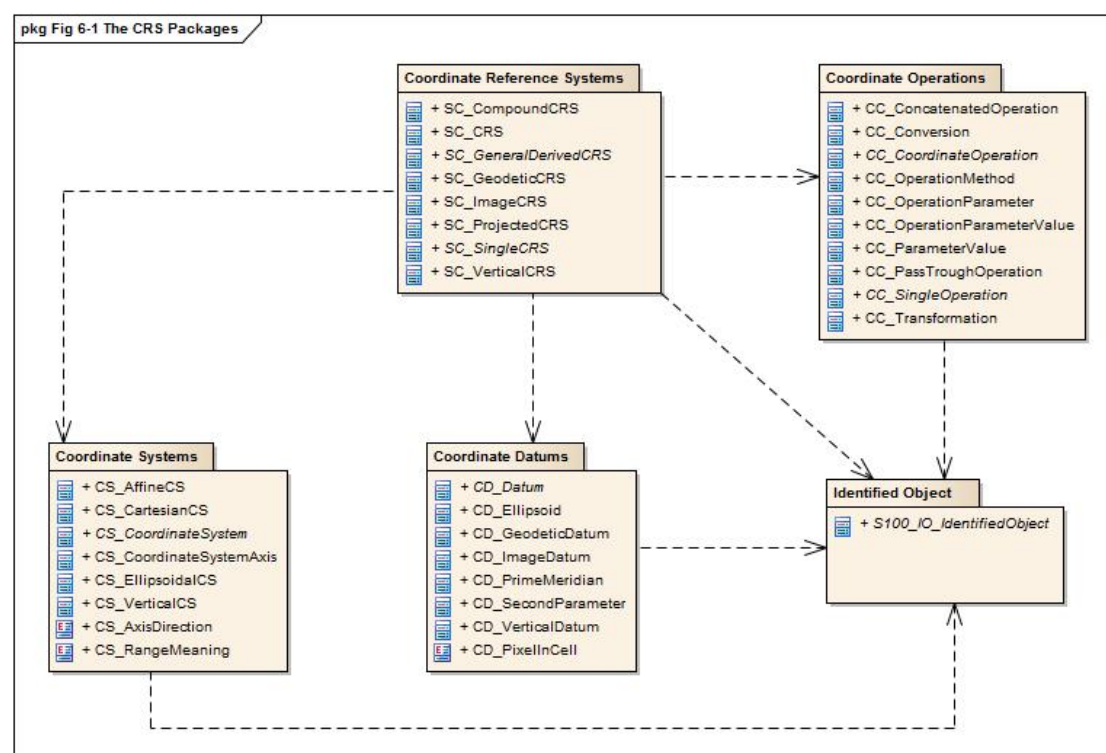 pkg Fig 6-1 The CRS Packages
Coordinate Reference Systems
+ SC_CompoundCRS
+ SC_CRS
+ SC_GeneralDerivedCRS
+ SC_GeodeticCRS
+ SC_ImageCRS
+ SC_ProjectedCRS
+ SC_SingleCRS
+ SC_VerticalCRS
Coordinate Operations
+ CC_ConcatenatedOperation
+ CC_Conversion
+ CC_CoordinateOperation
+ CC_OperationMethod
+ CC_OperationParameter
+ CC_OperationParameterValue
+ CC_ParameterValue
+ CC_PassTroughOperation
+ CC_SingleOperation
+ CC_Transformation
Coordinate Systems
+ CS_AffineCS
+ CS_CartesianCS
+ CS_CoordinateSystem
+ CS_CoordinateSystemAxis
+ CS_EllipsoidalCS
+ CS_VerticalCS
+ CS_AxisDirection
+ CS_RangeMeaning
Coordinate Datums
+ CD_Datum
+ CD_Ellipsoid
+ CD_GeodeticDatum
+ CD_ImageDatum
+ CD_PrimeMeridian
+ CD_SecondParameter
+ CD_VerticalDatum
+ CD_PixelInCell
Identified Object
+ S100_IO_IdentifiedObject